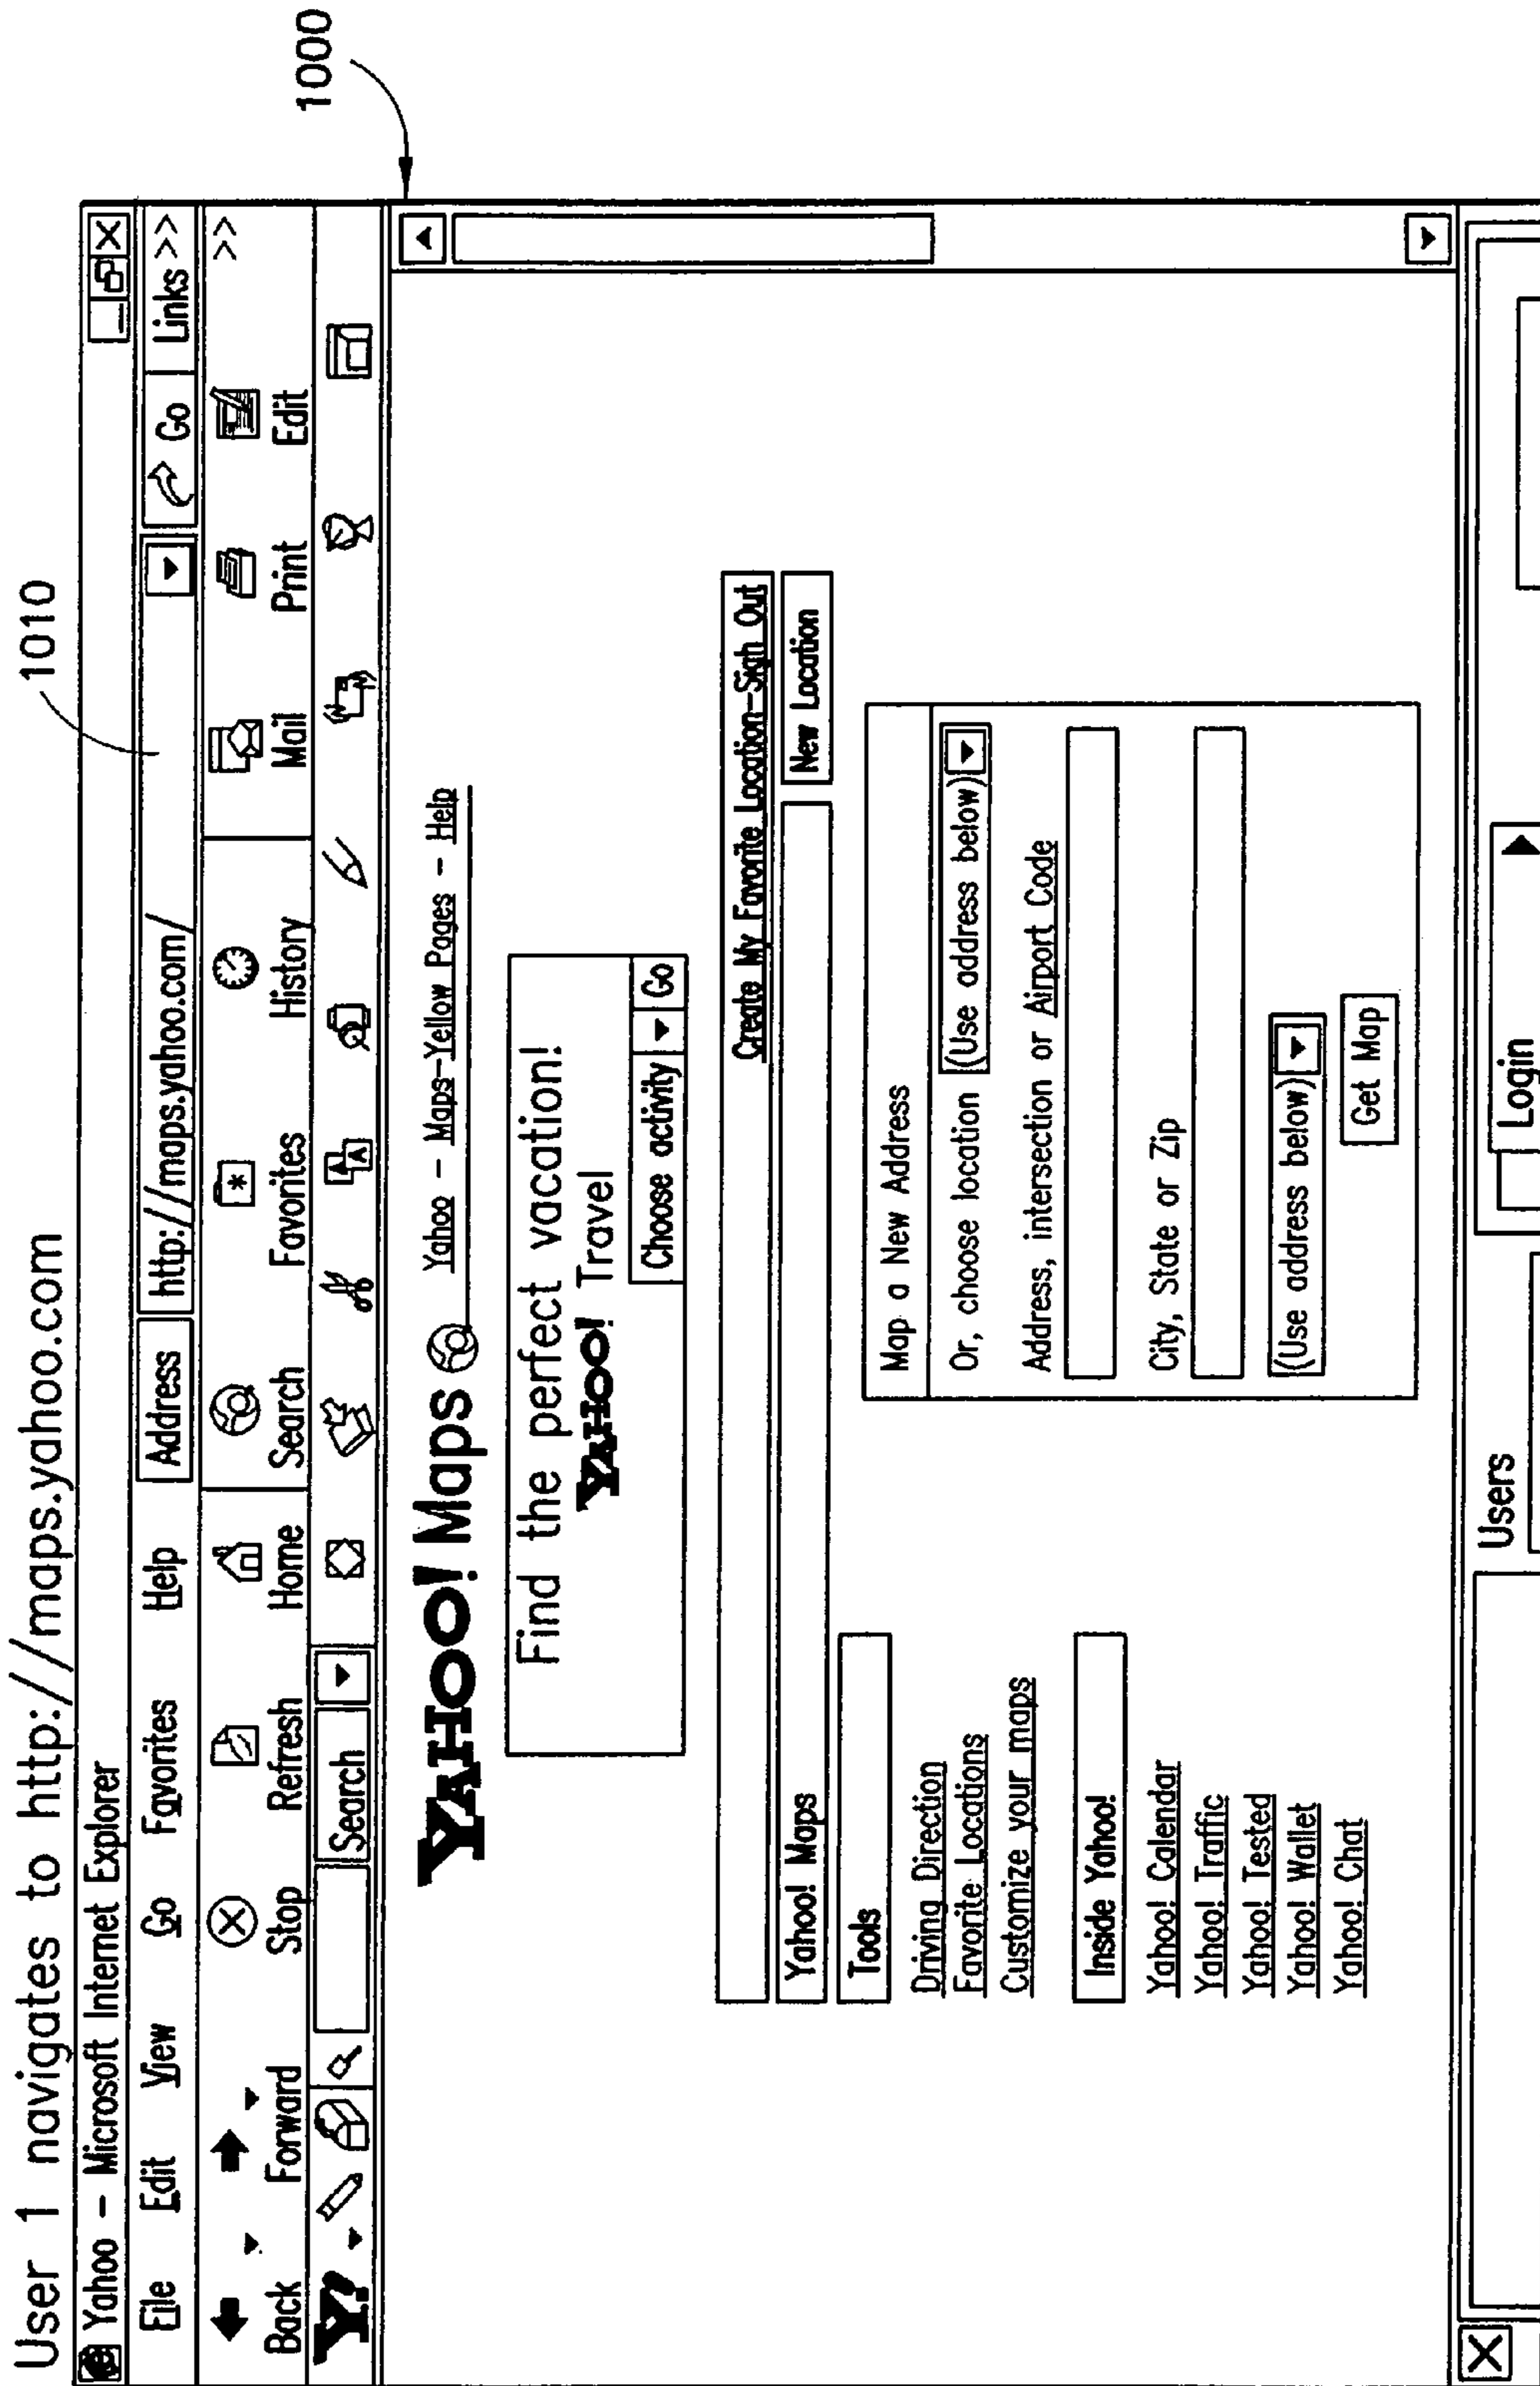 User 1 navigates to http://maps.yahoo.com
1010
1000
Yahoo – Microsoft Internet Explorer
File Edit View Go Favorites Help Address http://maps.yahoo.com/ Go Links >>
Back Forward Stop Refresh Home Search Favorites History Mail Print Edit >>
Y! Search
YAHOO! Maps Yahoo – Maps–Yellow Pages – Help
Find the perfect vacation!
YAHOO! Travel
Choose activity Go
Create My Favorite Location–Sign Out
Yahoo! Maps New Location
Tools
Driving Direction
Favorite Locations
Customize your maps
Inside Yahoo!
Yahoo! Calendar
Yahoo! Traffic
Yahoo! Tested
Yahoo! Wallet
Yahoo! Chat
Map a New Address
Or, choose location (Use address below)
Address, intersection or Airport Code
City, State or Zip
(Use address below)
Get Map
Users
Login